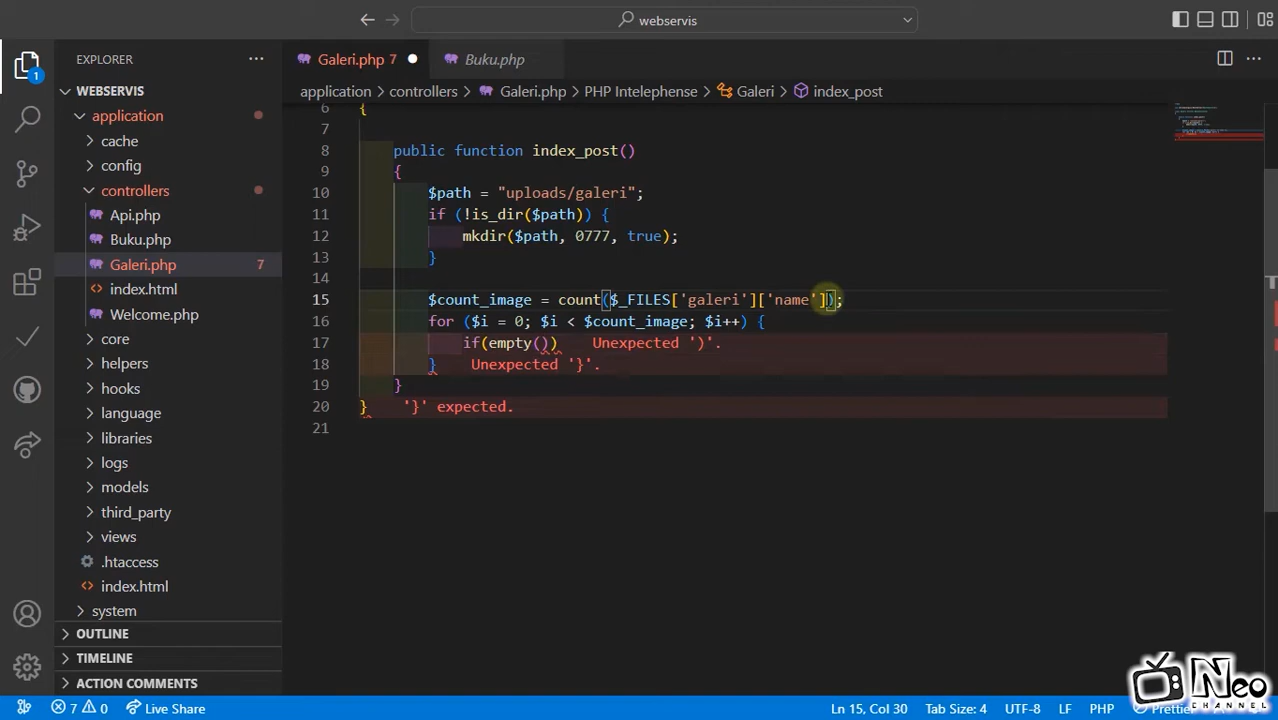 webservis
EXPLORER
Galeri.php 7
Buku.php
1
WEBSERVIS
application > controllers > Galeri.php > PHP Intelephense > Galeri > index_post
application
cache
config
controllers
Api.php
Buku.php
Galeri.php 7
index.html
Welcome.php
core
helpers
hooks
language
libraries
logs
models
third_party
views
.htaccess
index.html
system
OUTLINE
TIMELINE
ACTION COMMENTS
6 {
7
8 public function index_post()
9 {
10 $path = "uploads/galeri";
11 if (!is_dir($path)) {
12 mkdir($path, 0777, true);
13 }
14
15 $count_image = count($_FILES['galeri']['name']);
16 for ($i = 0; $i < $count_image; $i++) {
17 if(empty()) Unexpected ')'.
18 } Unexpected '}'.
19 }
20 } '}' expected.
21
Neo
CHANNEL
7 0 Live Share
Ln 15, Col 30 Tab Size: 4 UTF-8 LF PHP Prettier